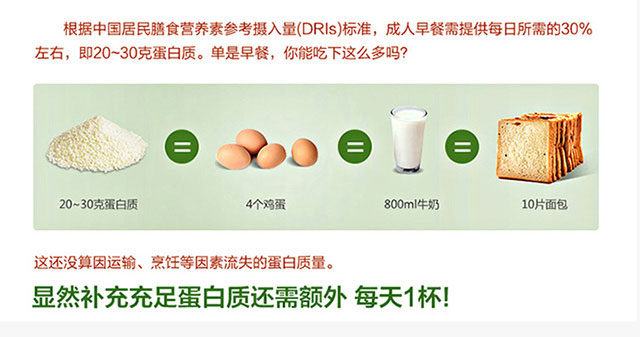 根据中国居民膳食营养素参考摄入量(DRIs)标准，成人早餐需提供每日所需的30%
左右，即20~30克蛋白质。单是早餐，你能吃下这么多吗?
20~30克蛋白质 4个鸡蛋 800ml牛奶 10片面包
这还没算因运输、烹饪等因素流失的蛋白质量。
显然补充充足蛋白质还需额外 每天1杯!